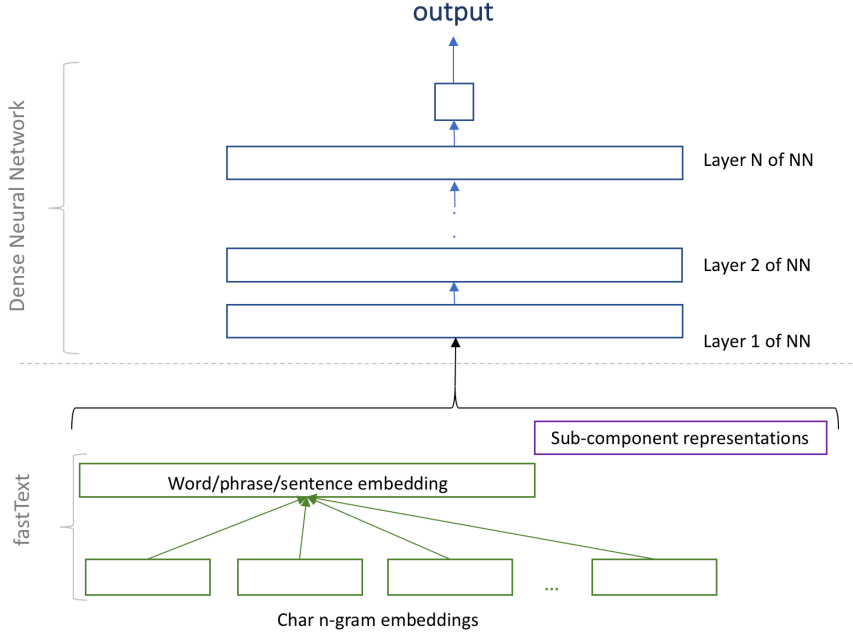 output
Dense Neural Network
Layer N of NN
.
.
Layer 2 of NN
Layer 1 of NN
Sub-component representations
fastText
Word/phrase/sentence embedding
...
Char n-gram embeddings